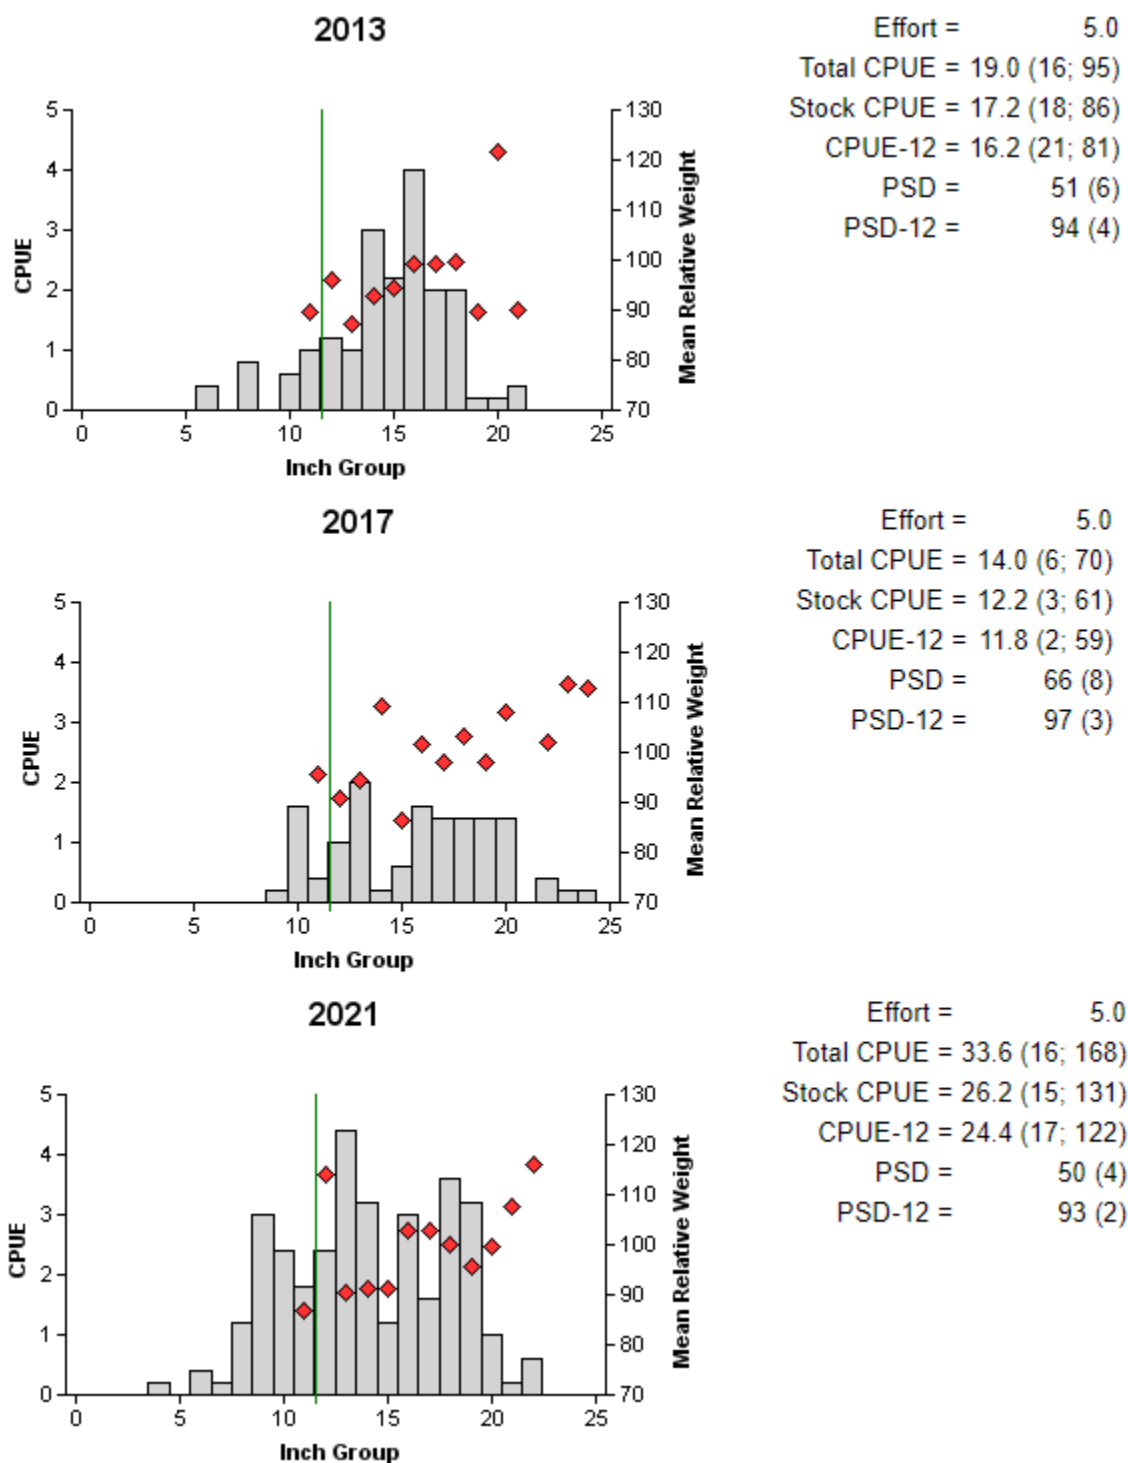 2013
Effort = 5.0
Total CPUE = 19.0 (16; 95)
Stock CPUE = 17.2 (18; 86)
CPUE-12 = 16.2 (21; 81)
PSD = 51 (6)
PSD-12 = 94 (4)
5
4
3
2
1
0
CPUE
130
120
110
100
90
80
70
Mean Relative Weight
0 5 10 15 20 25
Inch Group
2017
Effort = 5.0
Total CPUE = 14.0 (6; 70)
Stock CPUE = 12.2 (3; 61)
CPUE-12 = 11.8 (2; 59)
PSD = 66 (8)
PSD-12 = 97 (3)
5
4
3
2
1
0
CPUE
130
120
110
100
90
80
70
Mean Relative Weight
0 5 10 15 20 25
Inch Group
2021
Effort = 5.0
Total CPUE = 33.6 (16; 168)
Stock CPUE = 26.2 (15; 131)
CPUE-12 = 24.4 (17; 122)
PSD = 50 (4)
PSD-12 = 93 (2)
5
4
3
2
1
0
CPUE
130
120
110
100
90
80
70
Mean Relative Weight
0 5 10 15 20 25
Inch Group